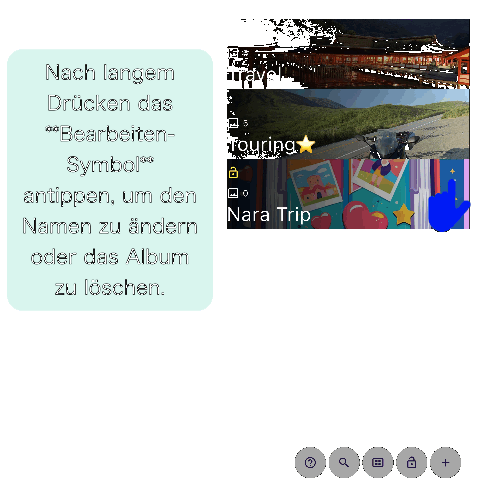 Nach langem
Drücken das
**Bearbeiten-
Symbol**
antippen, um den
Namen zu ändern
oder das Album
zu löschen.
Travel
5
Touring⭐
0
Nara Trip